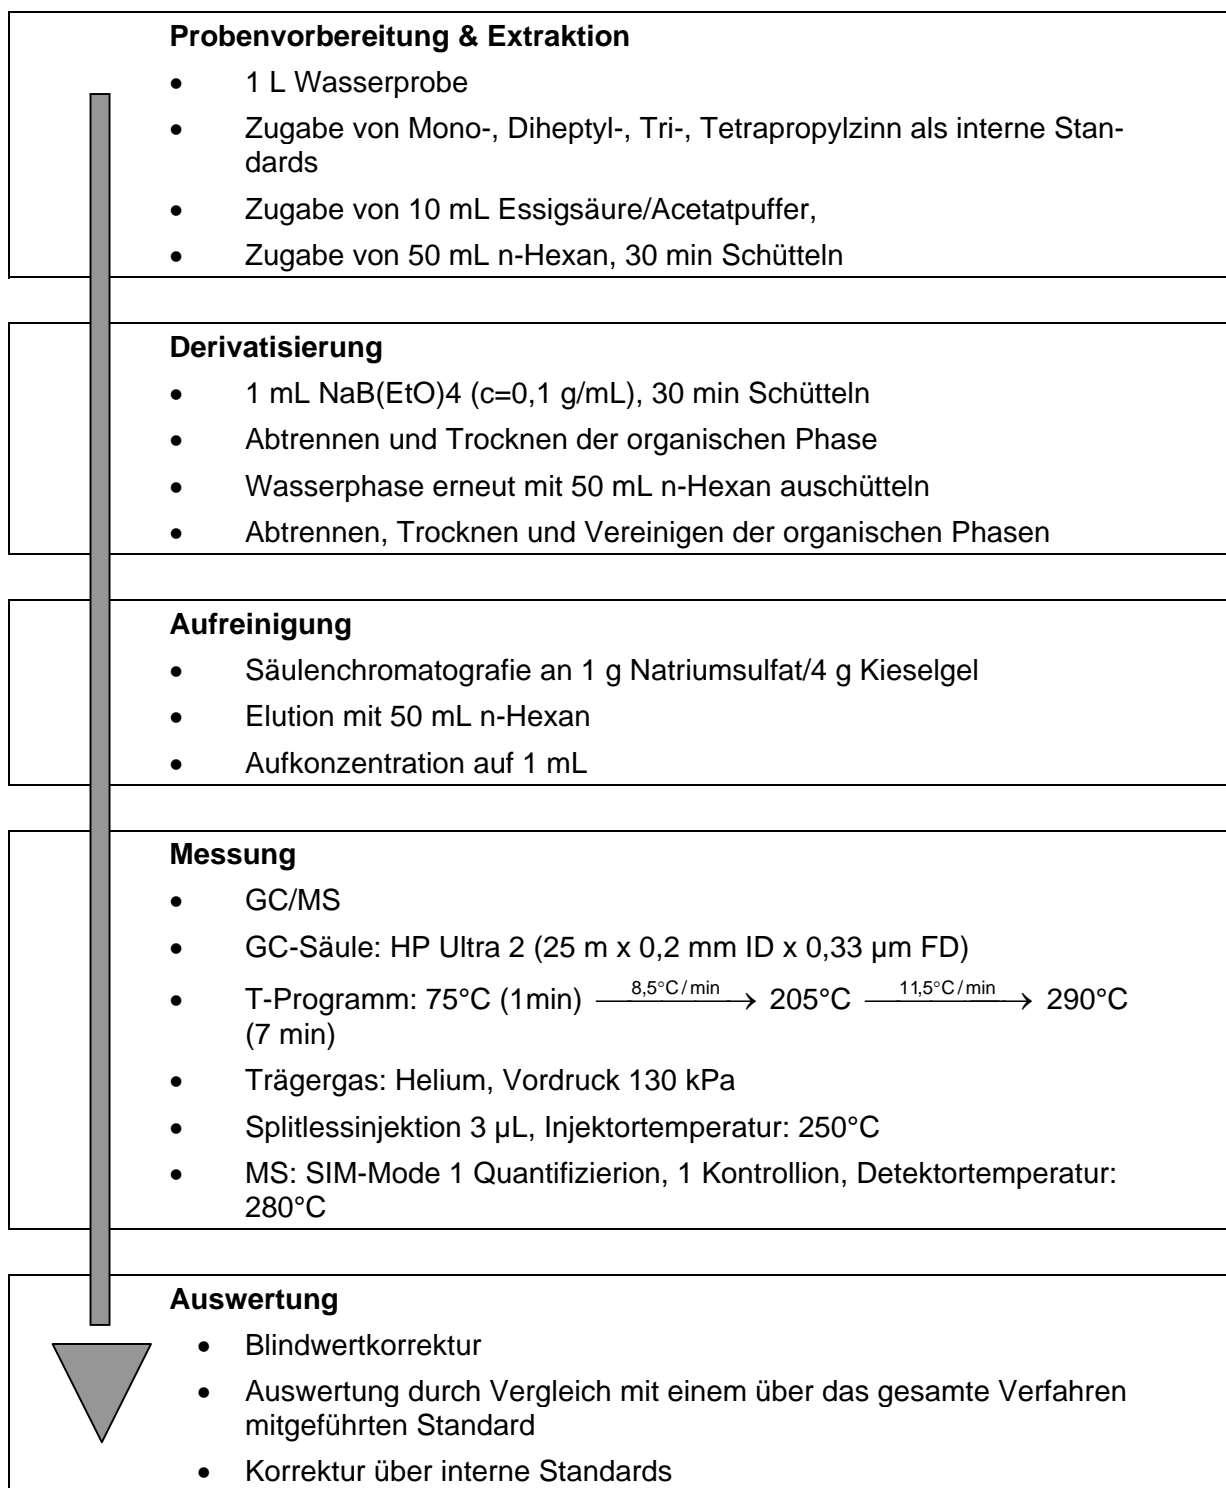 Probenvorbereitung & Extraktion
• 1 L Wasserprobe
• Zugabe von Mono-, Diheptyl-, Tri-, Tetrapropylzinn als interne Stan-
dards
• Zugabe von 10 mL Essigsäure/Acetatpuffer,
• Zugabe von 50 mL n-Hexan, 30 min Schütteln
Derivatisierung
• 1 mL NaB(EtO)4 (c=0,1 g/mL), 30 min Schütteln
• Abtrennen und Trocknen der organischen Phase
• Wasserphase erneut mit 50 mL n-Hexan auschütteln
• Abtrennen, Trocknen und Vereinigen der organischen Phasen
Aufreinigung
• Säulenchromatografie an 1 g Natriumsulfat/4 g Kieselgel
• Elution mit 50 mL n-Hexan
• Aufkonzentration auf 1 mL
Messung
• GC/MS
• GC-Säule: HP Ultra 2 (25 m x 0,2 mm ID x 0,33 µm FD)
• T-Programm: 75°C (1min) 8,5°C/min → 205°C 11,5°C/min → 290°C
(7 min)
• Trägergas: Helium, Vordruck 130 kPa
• Splitlessinjektion 3 µL, Injektortemperatur: 250°C
• MS: SIM-Mode 1 Quantifizierion, 1 Kontrollion, Detektortemperatur:
280°C
Auswertung
• Blindwertkorrektur
• Auswertung durch Vergleich mit einem über das gesamte Verfahren
mitgeführten Standard
• Korrektur über interne Standards